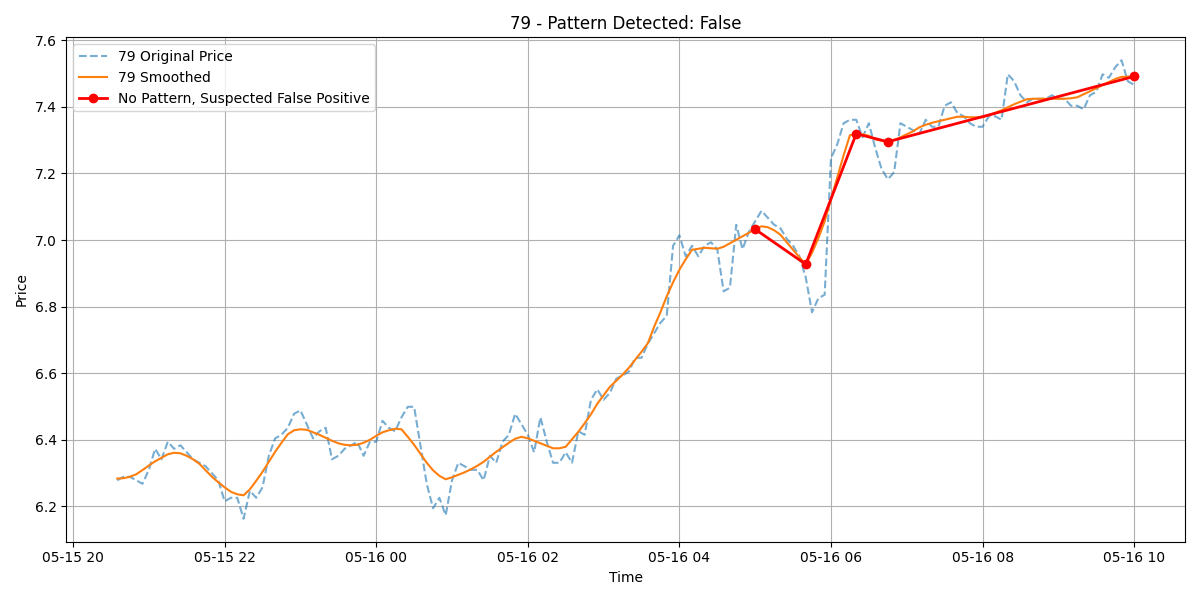 79 - Pattern Detected: False
79 Original Price
79 Smoothed
No Pattern, Suspected False Positive
Price
7.6
7.4
7.2
7.0
6.8
6.6
6.4
6.2
05-15 20 05-15 22 05-16 00 05-16 02 05-16 04 05-16 06 05-16 08 05-16 10
Time